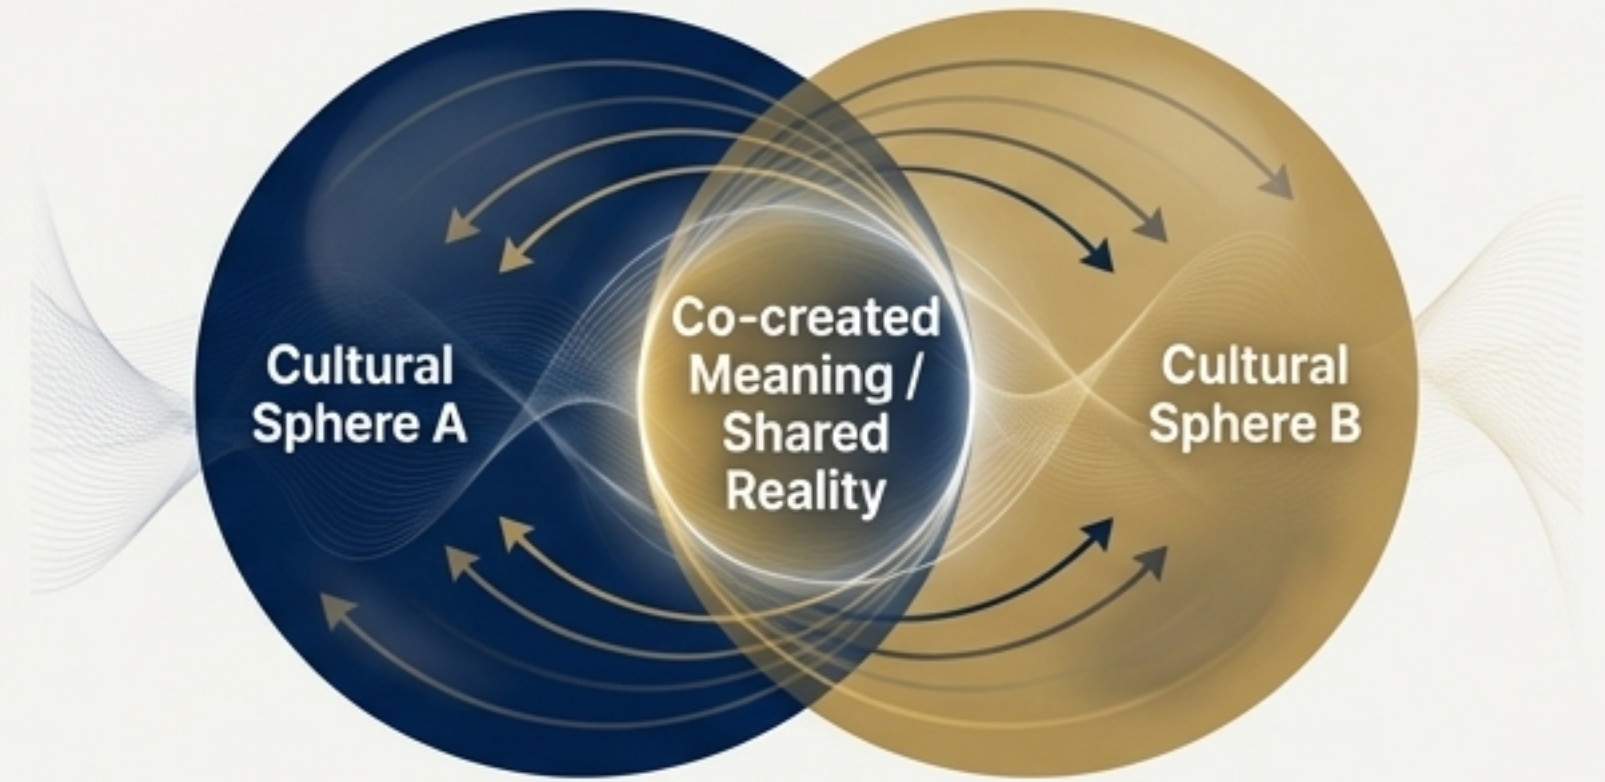 Cultural
Sphere A
Co-created
Meaning /
Shared
Reality
Cultural
Sphere B